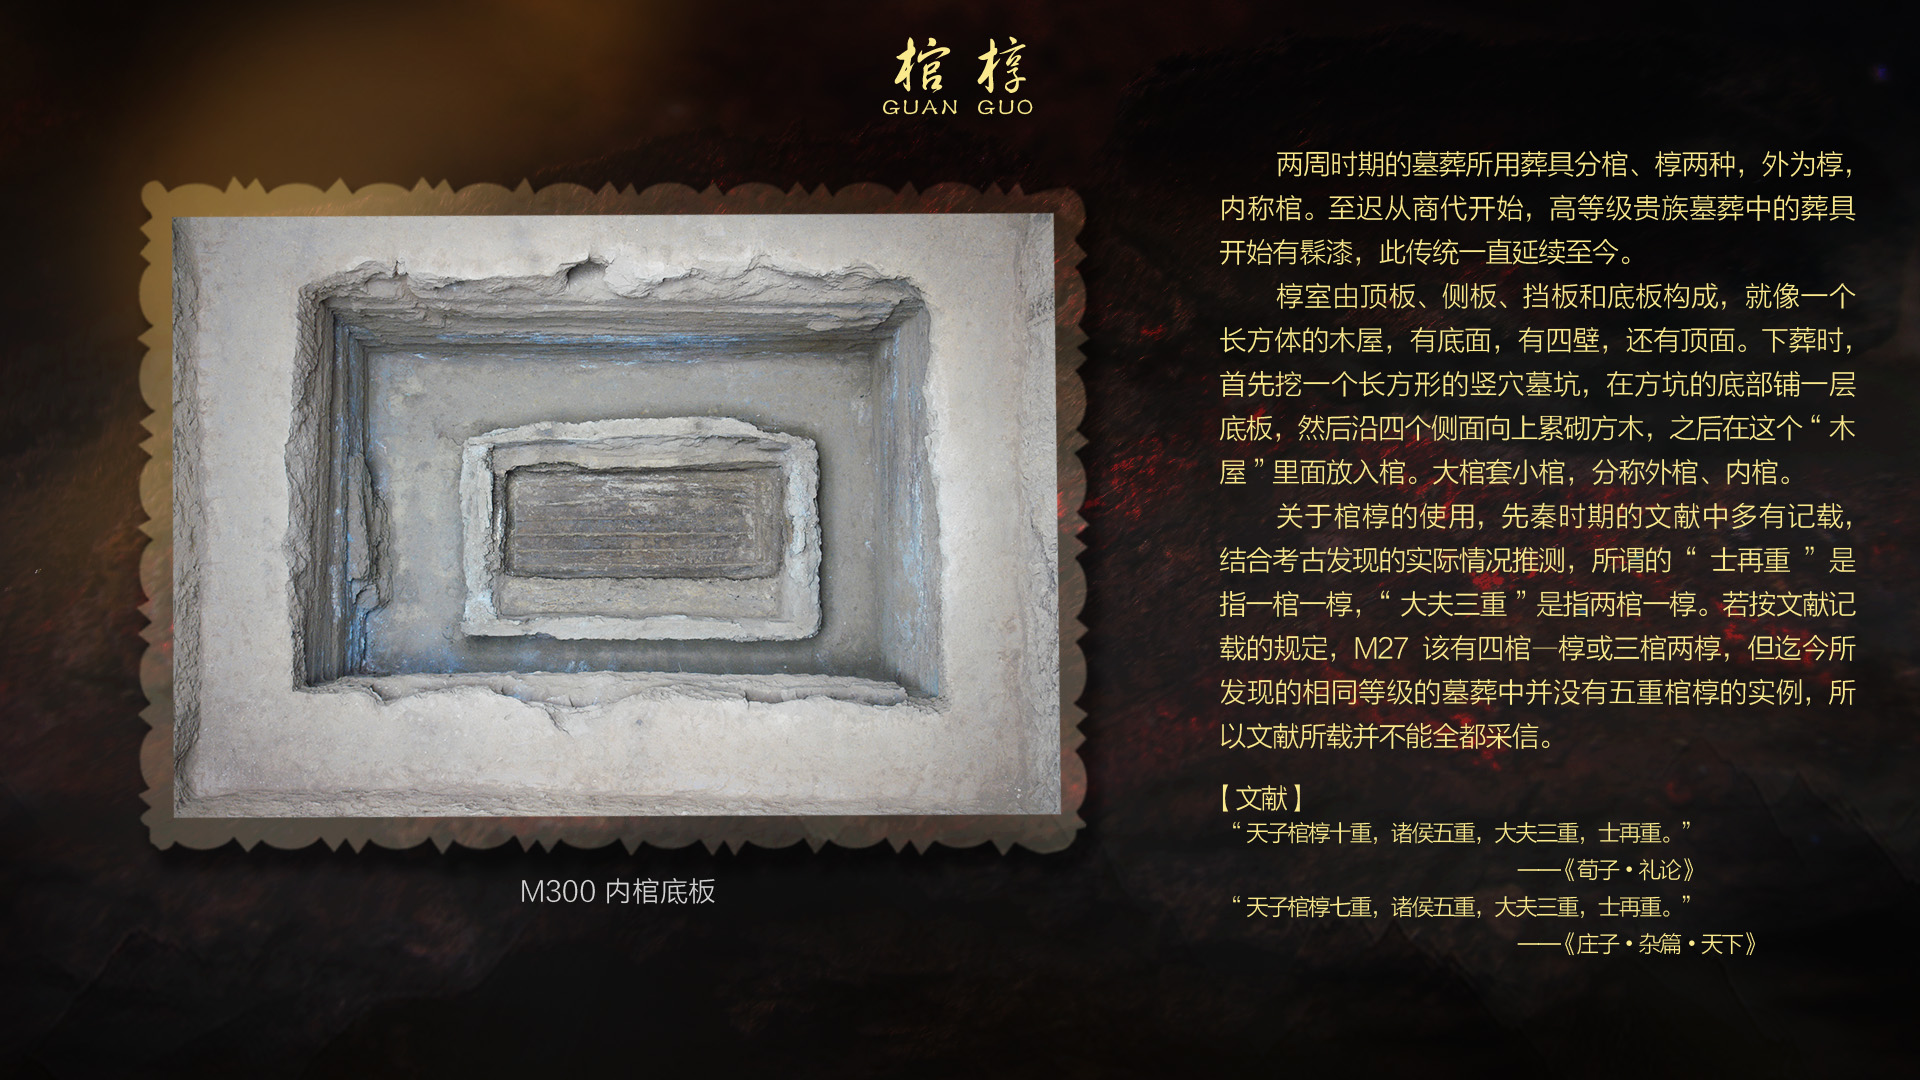 棺 椁
GUAN GUO
两周时期的墓葬所用葬具分棺、椁两种，外为椁，
内称棺。至迟从商代开始，高等级贵族墓葬中的葬具
开始有髹漆，此传统一直延续至今。
椁室由顶板、侧板、挡板和底板构成，就像一个
长方体的木屋，有底面，有四壁，还有顶面。下葬时，
首先挖一个长方形的竖穴墓坑，在方坑的底部铺一层
底板，然后沿四个侧面向上累砌方木，之后在这个“木
屋”里面放入棺。大棺套小棺，分称外棺、内棺。
关于棺椁的使用，先秦时期的文献中多有记载，
结合考古发现的实际情况推测，所谓的“士再重”是
指一棺一椁，“大夫三重”是指两棺一椁。若按文献记
载的规定，M27 该有四棺一椁或三棺两椁，但迄今所
发现的相同等级的墓葬中并没有五重棺椁的实例，所
以文献所载并不能全都采信。
【文献】
“天子棺椁十重，诸侯五重，大夫三重，士再重。”
——《荀子•礼论》
“天子棺椁七重，诸侯五重，大夫三重，士再重。”
——《庄子•杂篇•天下》
M300 内棺底板